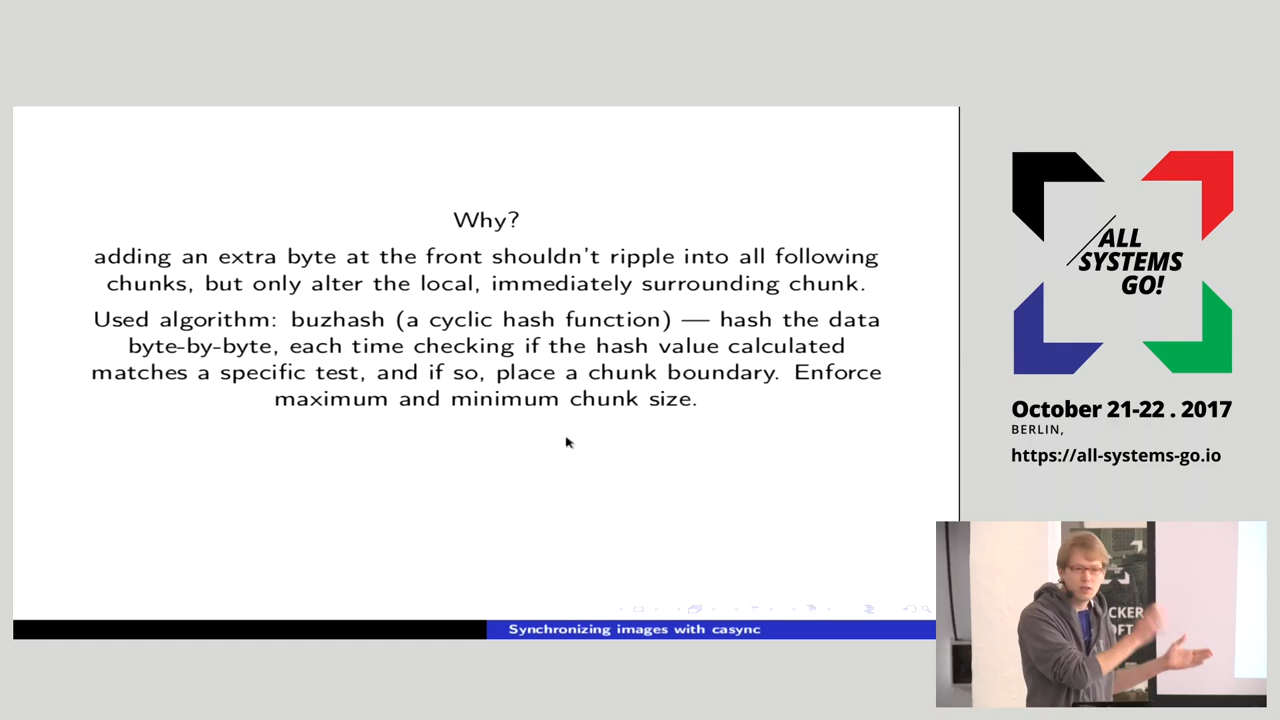 Why?
adding an extra byte at the front shouldn't ripple into all following
chunks, but only alter the local, immediately surrounding chunk.
Used algorithm: buzhash (a cyclic hash function) — hash the data
byte-by-byte, each time checking if the hash value calculated
matches a specific test, and if so, place a chunk boundary. Enforce
maximum and minimum chunk size.
Synchronizing images with casync
ALL
SYSTEMS
GO!
October 21-22 . 2017
BERLIN,
https://all-systems-go.io